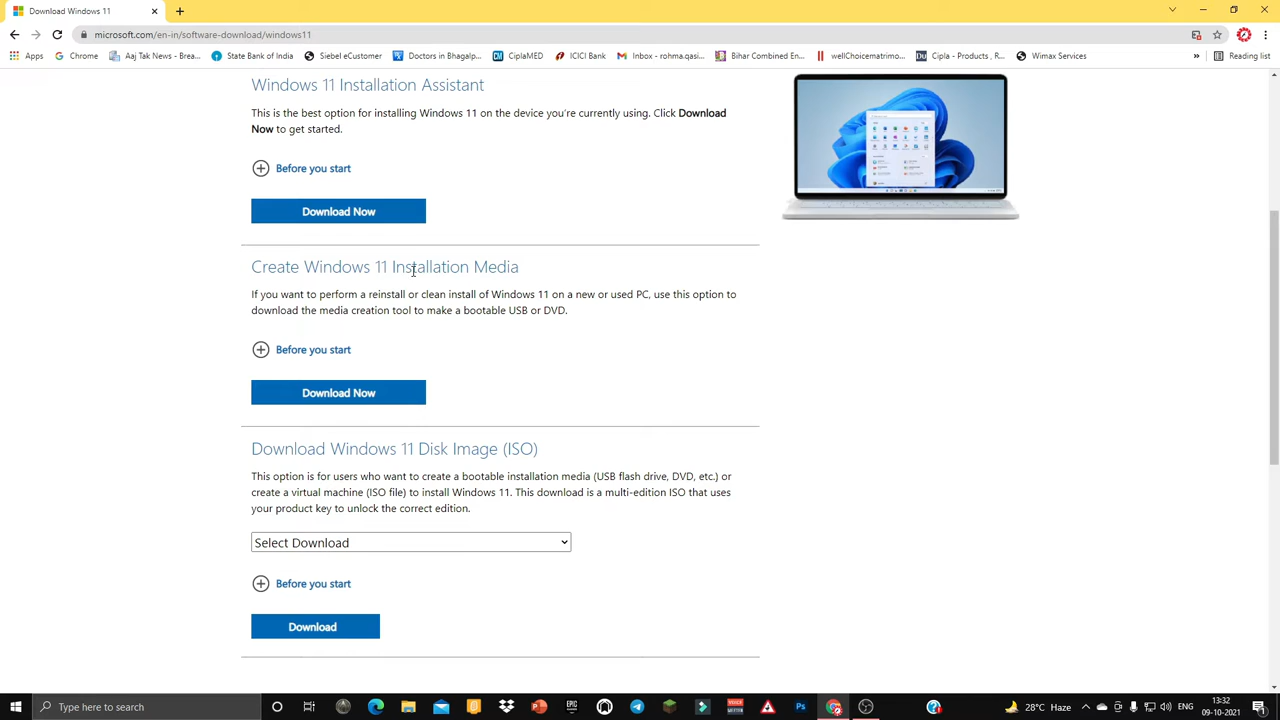 Download Windows 11
microsoft.com/en-in/software-download/windows11
Apps
Aaj Tak News - Brea...
State Bank of India
Siebel eCustomer
Doctors in Bhagalp...
CiplaMED
ICICI Bank
Inbox - rohma.qasi...
Bihar Combined En...
wellChoicematrimo...
Cipla - Products , R...
Wimax Services
»
Reading list
Windows 11 Installation Assistant
This is the best option for installing Windows 11 on the device you're currently using. Click Download
Now to get started.
Before you start
Download Now
Create Windows 11 Installation Media
If you want to perform a reinstall or clean install of Windows 11 on a new or used PC, use this option to
download the media creation tool to make a bootable USB or DVD.
Before you start
Download Now
Download Windows 11 Disk Image (ISO)
This option is for users who want to create a bootable installation media (USB flash drive, DVD, etc.) or
create a virtual machine (ISO file) to install Windows 11. This download is a multi-edition ISO that uses
your product key to unlock the correct edition.
Select Download
Before you start
Download
Type here to search
28°C Haze
ENG
13:32
09-10-2021